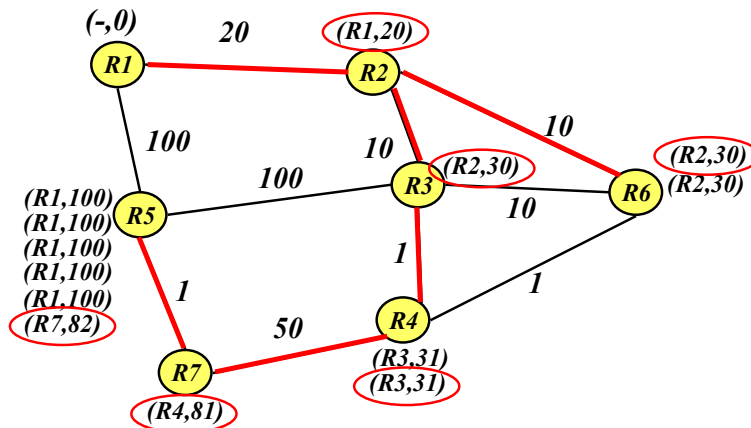 (-,0)
20
(R1,20)
R1
R2
100
10
10
(R2,30)
(R2,30)
100
R3
R6
(R2,30)
10
(R1,100)
R5
(R1,100)
(R1,100)
1
1
(R1,100)
(R1,100)
1
(R7,82)
50
R4
(R3,31)
R7
(R3,31)
(R4,81)